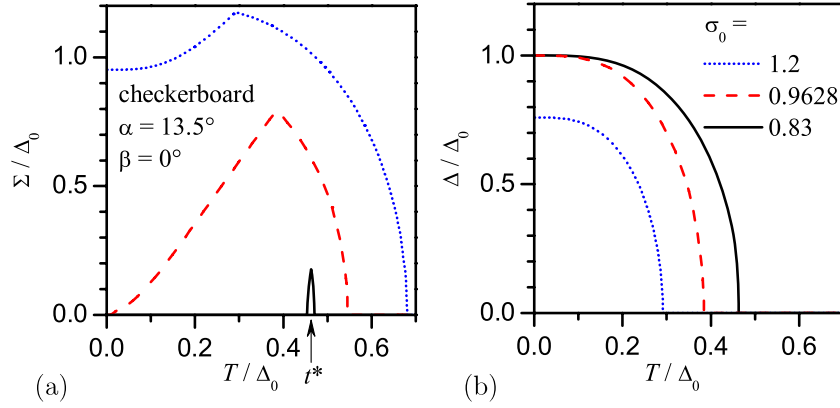 Σ / Δ₀
1.0
0.5
0.0
checkerboard
α = 13.5°
β = 0°
0.0 0.2 0.4 0.6
(a)
T / Δ₀
t*
Δ / Δ₀
1.0
0.5
0.0
σ₀ =
1.2
0.9628
0.83
0.0 0.2 0.4 0.6
(b)
T / Δ₀